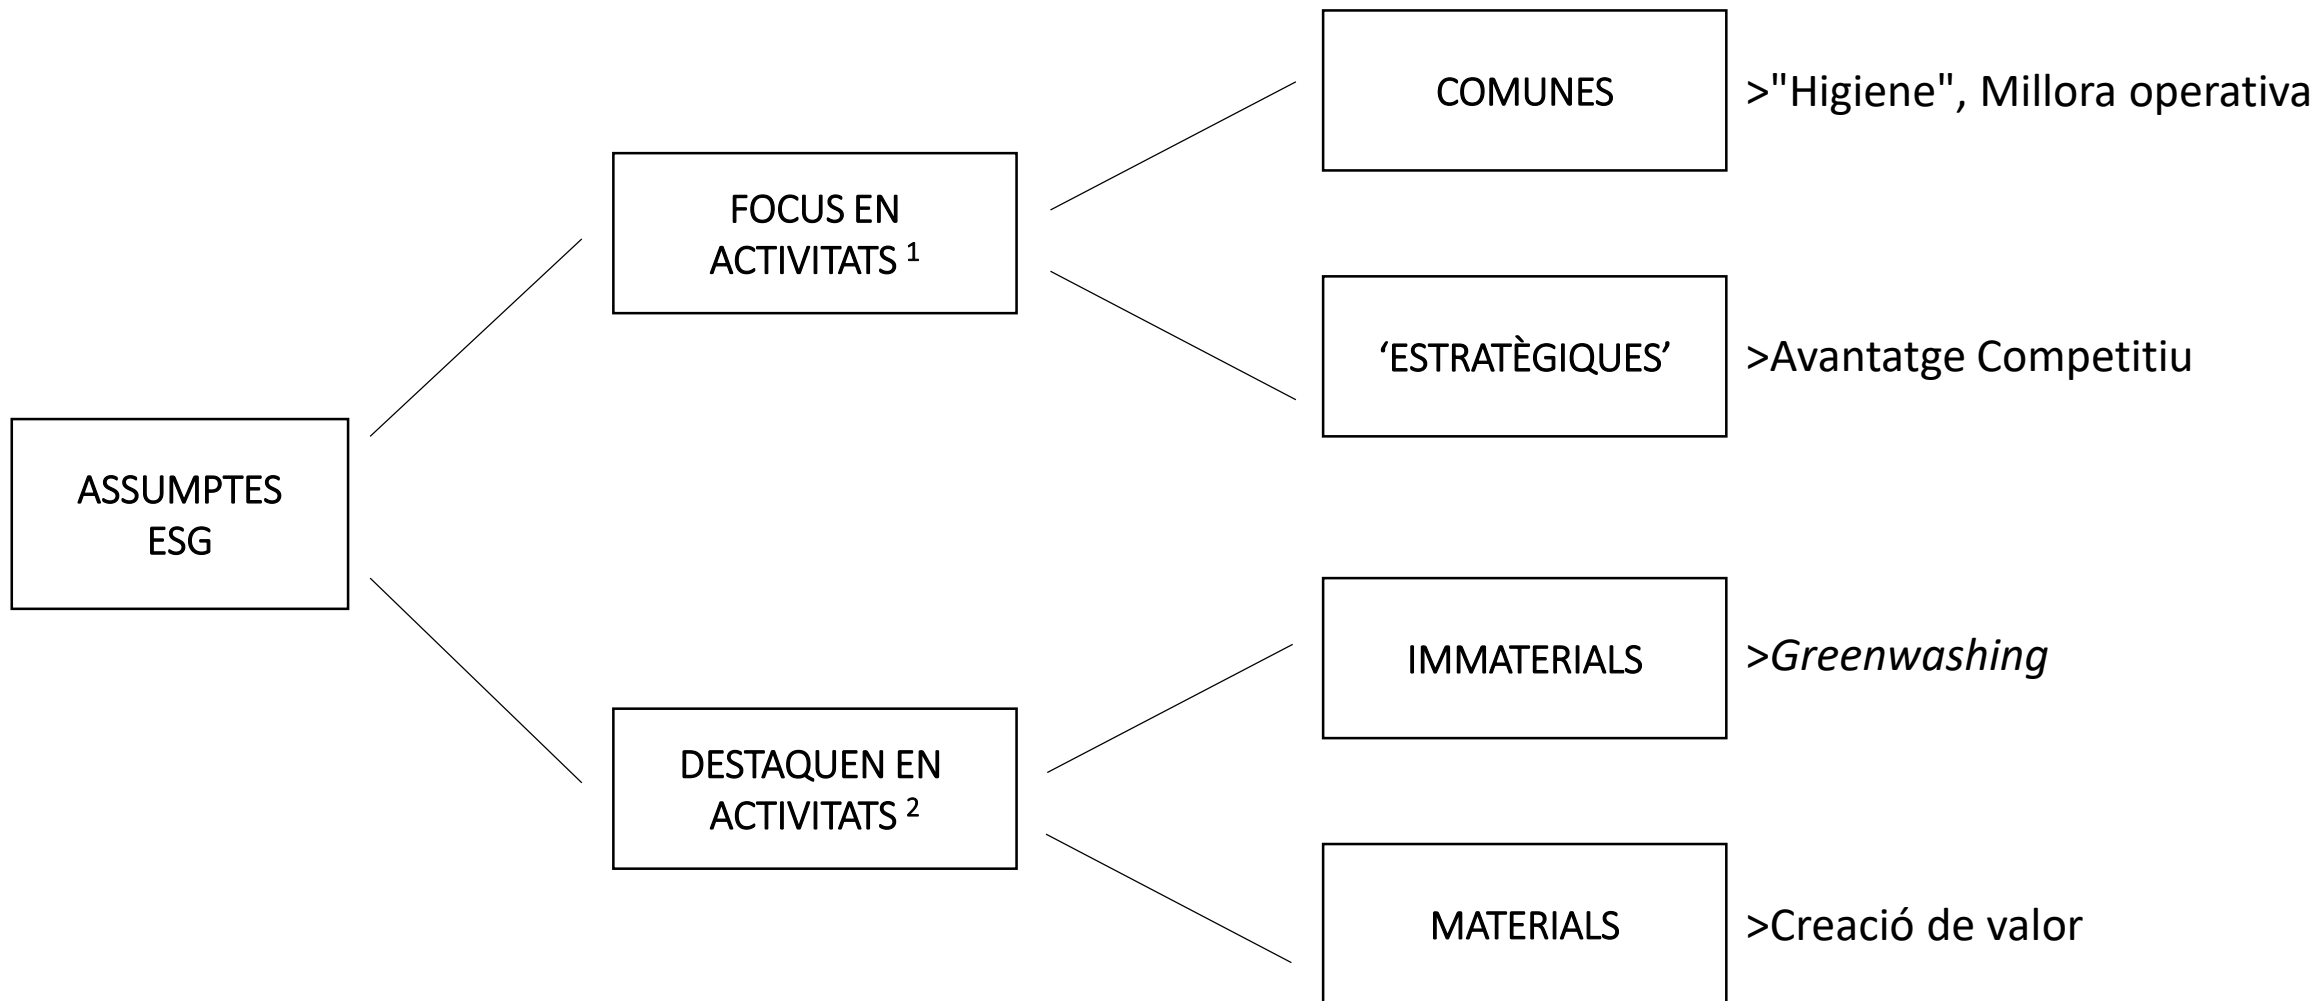 COMUNES
>"Higiene", Millora operativa
FOCUS EN
ACTIVITATS ¹
‘ESTRATÈGIQUES’
>Avantatge Competitiu
ASSUMPTES
ESG
IMMATERIALS
>Greenwashing
DESTAQUEN EN
ACTIVITATS ²
MATERIALS
>Creació de valor